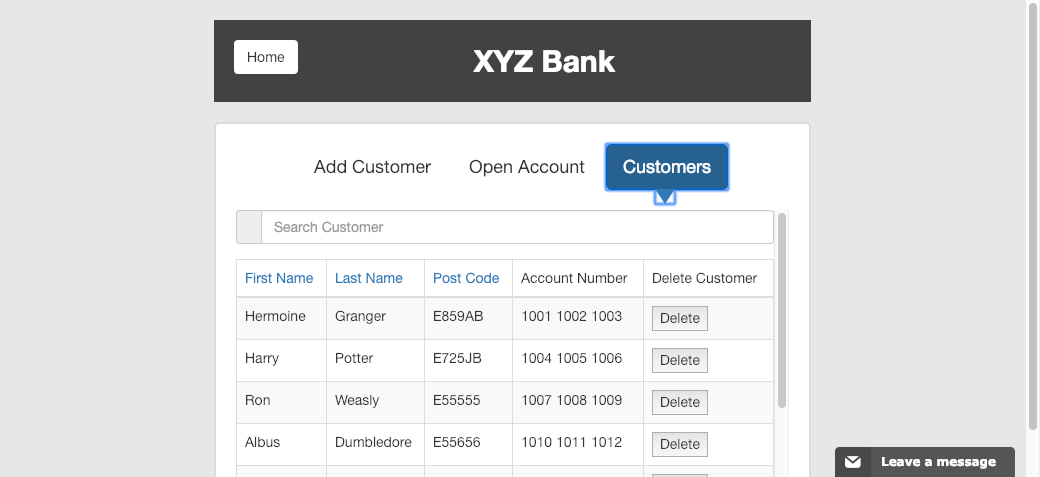 Home
XYZ Bank
Add Customer Open Account Customers
Search Customer
First Name Last Name Post Code Account Number Delete Customer
Hermoine Granger E859AB 1001 1002 1003 Delete
Harry Potter E725JB 1004 1005 1006 Delete
Ron Weasly E55555 1007 1008 1009 Delete
Albus Dumbledore E55656 1010 1011 1012 Delete
Leave a message